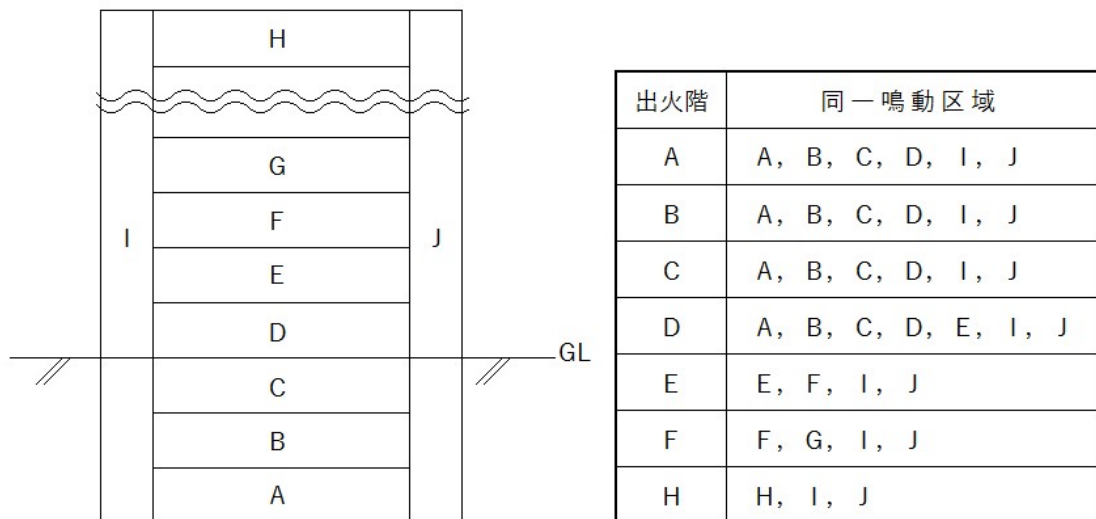 H
G
F
I
J
E
D
GL
C
B
A
出火階 同一鳴動区域
A A, B, C, D, I, J
B A, B, C, D, I, J
C A, B, C, D, I, J
D A, B, C, D, E, I, J
E E, F, I, J
F F, G, I, J
H H, I, J